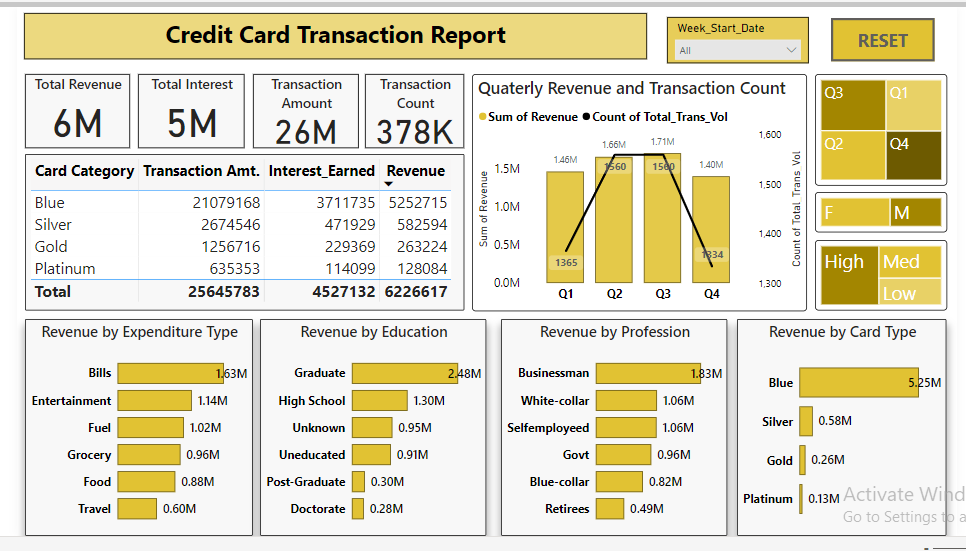 Credit Card Transaction Report
Week_Start_Date
All
RESET
Total Revenue
6M
Total Interest
5M
Transaction
Amount
26M
Transaction
Count
378K
Card Category Transaction Amt. Interest_Earned Revenue
Blue 21079168 3711735 5252715
Silver 2674546 471929 582594
Gold 1256716 229369 263224
Platinum 635353 114099 128084
Total 25645783 4527132 6226617
Quaterly Revenue and Transaction Count
Sum of Revenue Count of Total_Trans_Vol
Sum of Revenue
1.5M
1.0M
0.5M
0.0M
1.46M
1.66M
1.71M
1.40M
1365
1560
1560
1334
Q1 Q2 Q3 Q4
1,600
1,500
1,400
1,300
Count of Total_Trans_Vol
Q3 Q1
Q2 Q4
F M
High Med
Low
Revenue by Expenditure Type
Bills 1.63M
Entertainment 1.14M
Fuel 1.02M
Grocery 0.96M
Food 0.88M
Travel 0.60M
Revenue by Education
Graduate 2.48M
High School 1.30M
Unknown 0.95M
Uneducated 0.91M
Post-Graduate 0.30M
Doctorate 0.28M
Revenue by Profession
Businessman 1.83M
White-collar 1.06M
Selfemployeed 1.06M
Govt 0.96M
Blue-collar 0.82M
Retirees 0.49M
Revenue by Card Type
Blue 5.25M
Silver 0.58M
Gold 0.26M
Platinum 0.13M
Activate Wind
Go to Settings to a